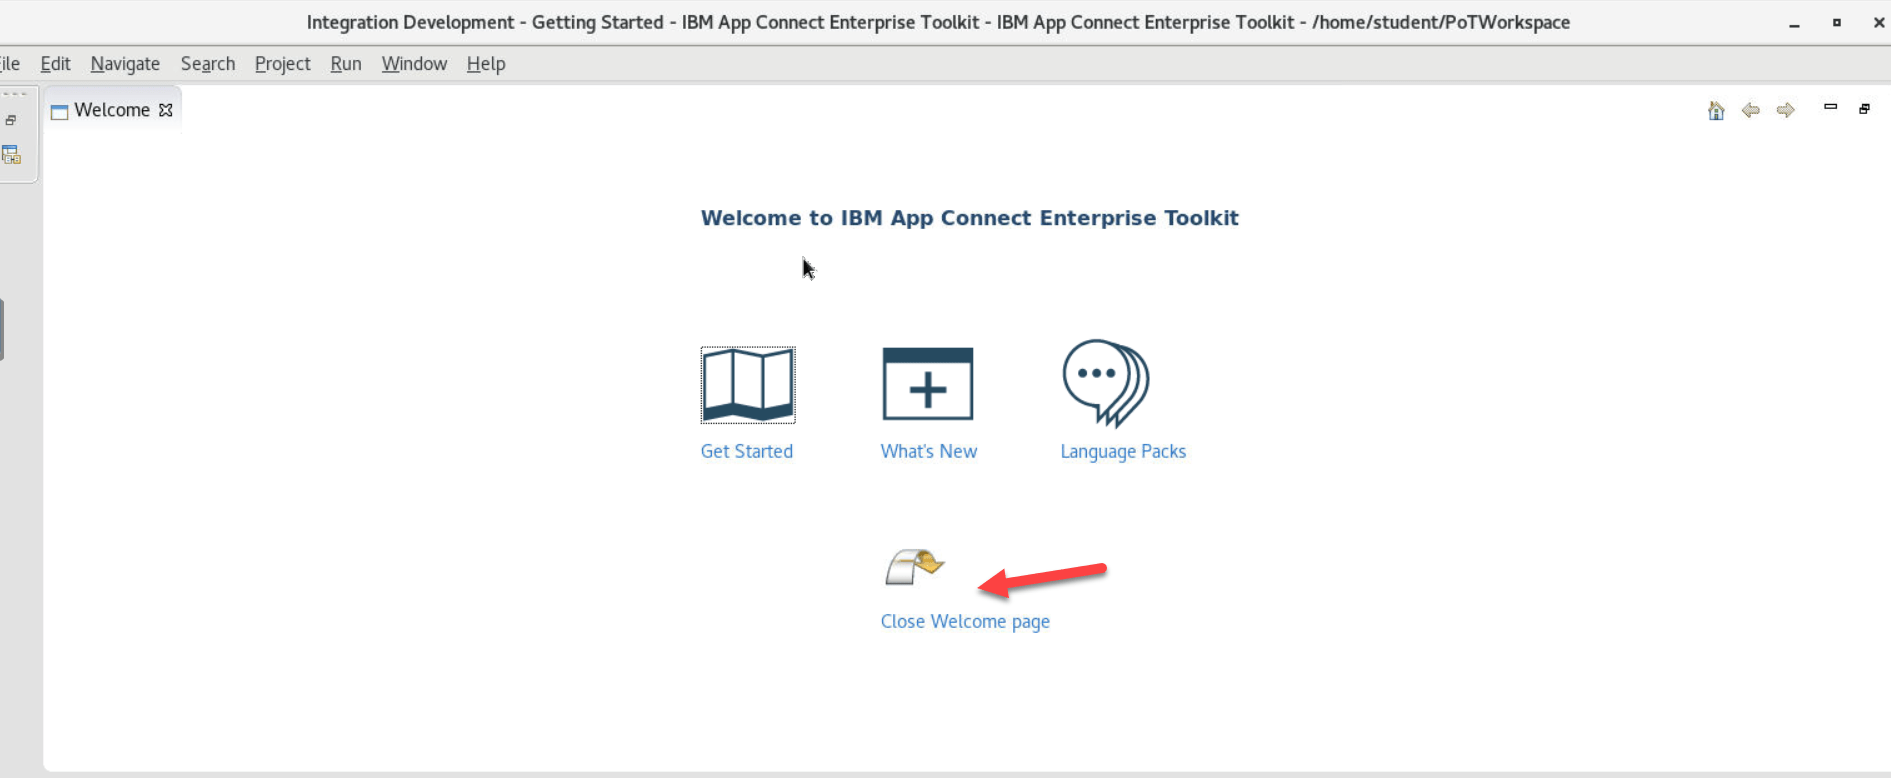 Integration Development - Getting Started - IBM App Connect Enterprise Toolkit - IBM App Connect Enterprise Toolkit - /home/student/PoTWorkspace
ile Edit Navigate Search Project Run Window Help
Welcome
Welcome to IBM App Connect Enterprise Toolkit
Get Started What's New Language Packs
Close Welcome page